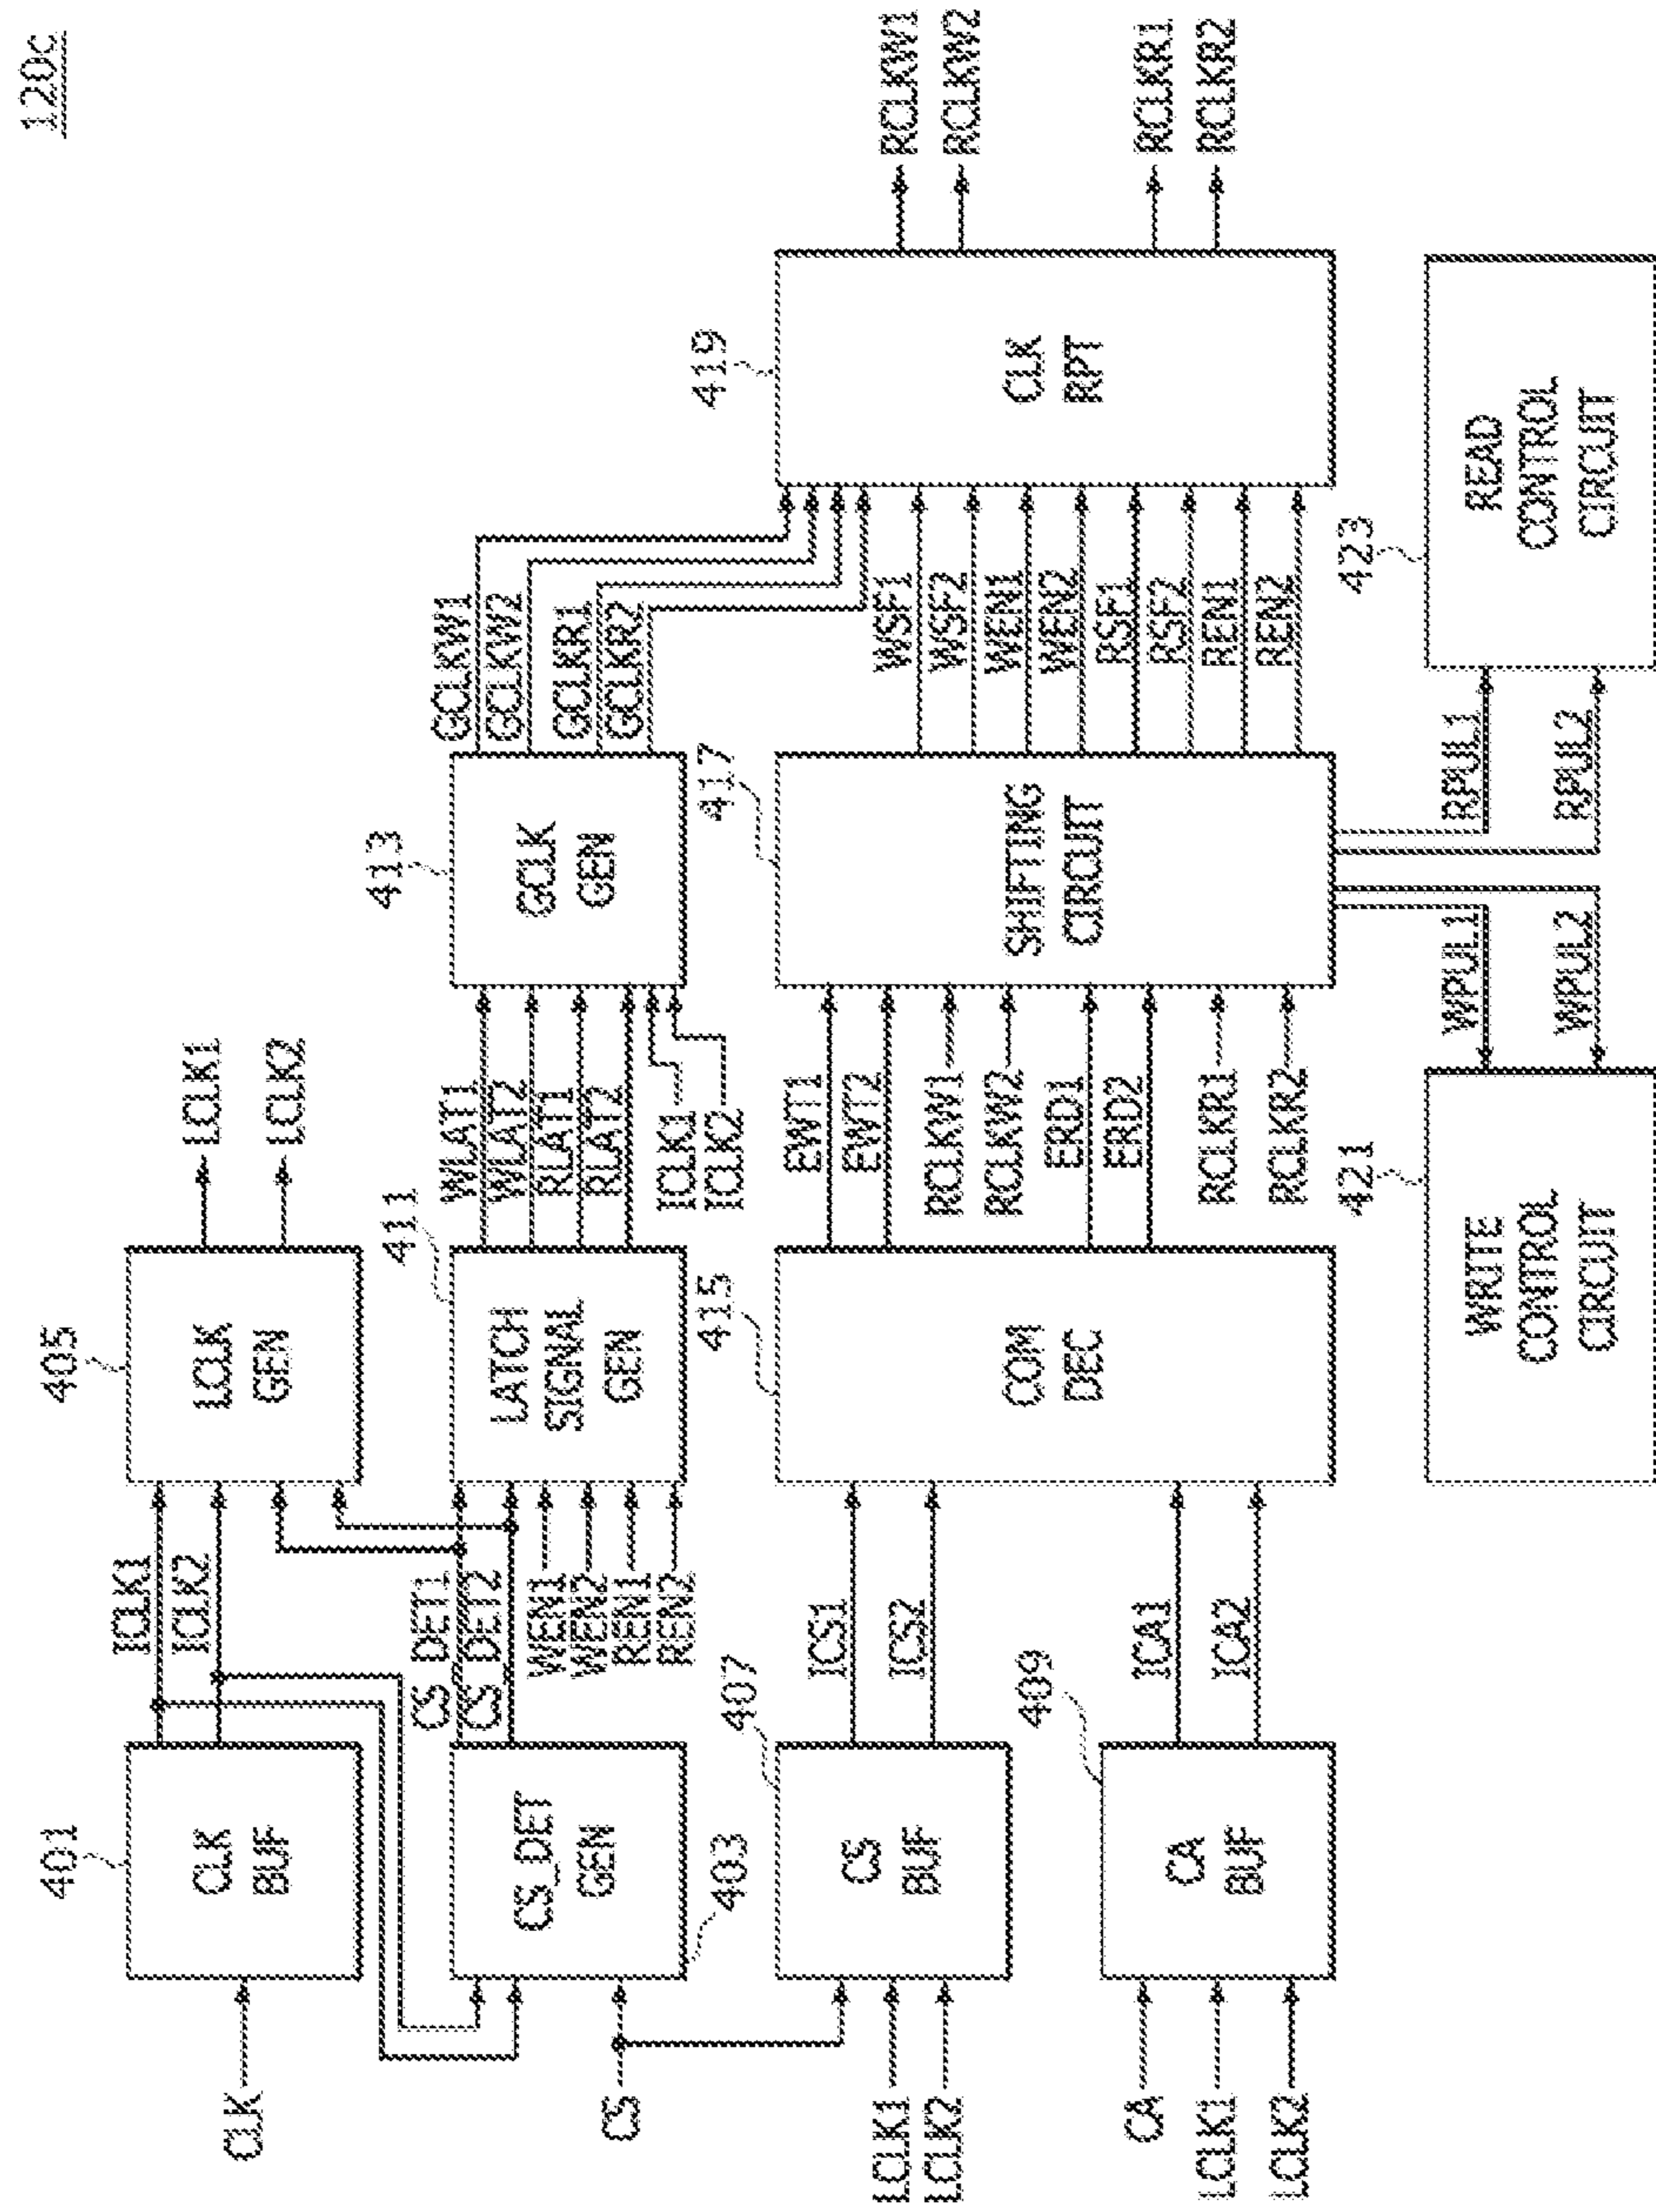 120c
401
CLK
BUF
CLK
ICLK1
ICLK2
405
LCLK
GEN
LCLK1
LCLK2
CS_DET
GEN
403
CS
CS_DET1
CS_DET2
WEN1
WEN2
REN1
REN2
411
LATCH
SIGNAL
GEN
WLAT1
WLAT2
RLAT1
RLAT2
ICLK1
ICLK2
413
GCLK
GEN
GCLKW1
GCLKW2
GCLKR1
GCLKR2
407
CS
BUF
LCLK1
LCLK2
ICS1
ICS2
409
CA
BUF
CA
LCLK1
LCLK2
ICA1
ICA2
415
COM
DEC
EWT1
EWT2
RCLKW1
RCLKW2
ERD1
ERD2
RCLKR1
RCLKR2
417
SHIFTING
CIRCUIT
WSF1
WSF2
WEN1
WEN2
RSF1
RSF2
REN1
REN2
419
CLK
RPT
RCLKW1
RCLKW2
RCLKR1
RCLKR2
421
WRITE
CONTROL
CIRCUIT
WPUL1
WPUL2
RPUL1
RPUL2
423
READ
CONTROL
CIRCUIT